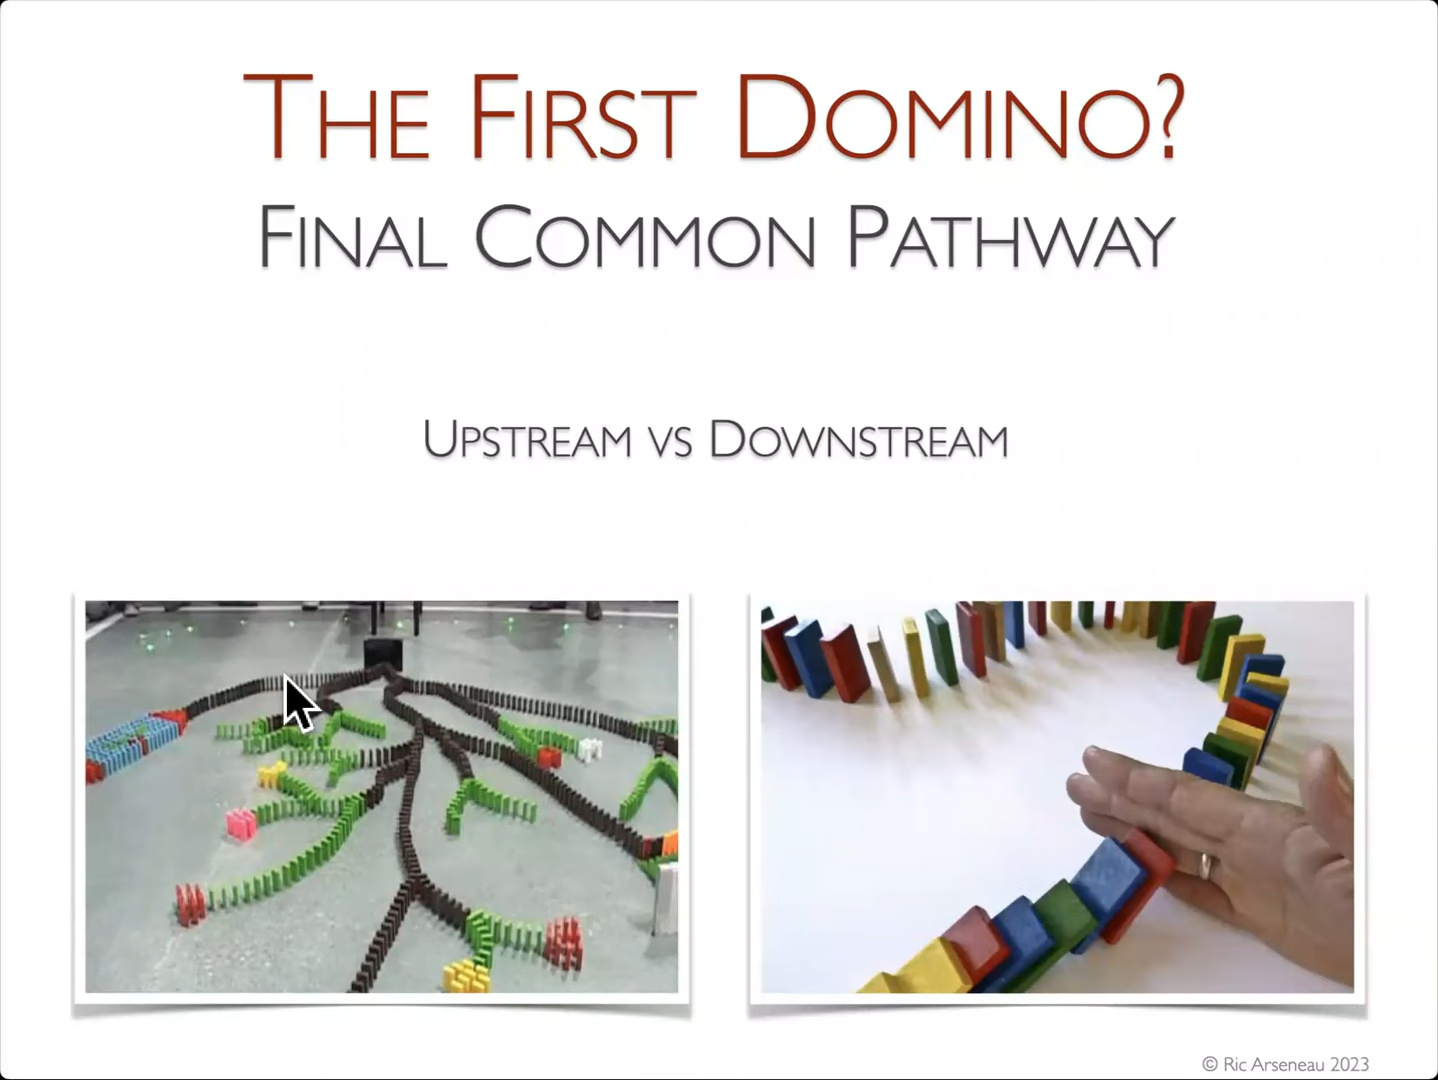 The First Domino?
Final Common Pathway
Upstream vs Downstream
© Ric Arseneau 2023